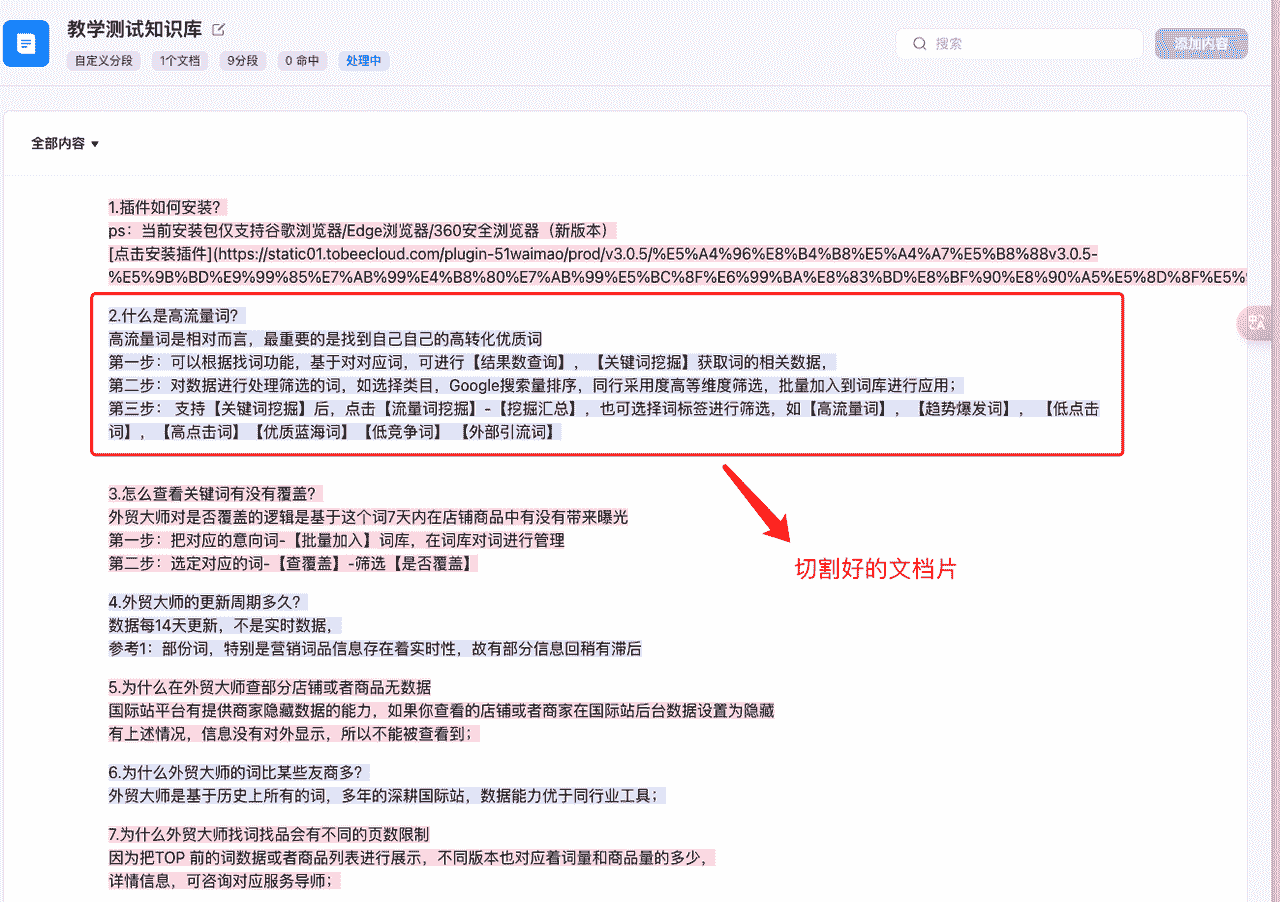 教学测试知识库
自定义分段 1个文档 9分段 0 命中 处理中
搜索
添加内容
全部内容
1.插件如何安装？
ps：当前安装包仅支持谷歌浏览器/Edge浏览器/360安全浏览器（新版本）
[点击安装插件](https://static01.tobeecloud.com/plugin-51waimao/prod/v3.0.5/%E5%A4%96%E8%B4%B8%E5%A4%A7%E5%B8%88v3.0.5-
%E5%9B%BD%E9%99%85%E7%AB%99%E4%B8%80%E7%AB%99%E5%BC%8F%E6%99%BA%E8%83%BD%E8%BF%90%E8%90%A5%E5%8D%8F%E5%
2.什么是高流量词？
高流量词是相对而言，最重要的是找到自己自己的高转化优质词
第一步：可以根据找词功能，基于对对应词，可进行【结果数查询】，【关键词挖掘】获取词的相关数据，
第二步：对数据进行处理筛选的词，如选择类目，Google搜索量排序，同行采用度高等维度筛选，批量加入到词库进行应用；
第三步： 支持【关键词挖掘】后，点击【流量词挖掘】-【挖掘汇总】，也可选择词标签进行筛选，如【高流量词】，【趋势爆发词】，【低点击
词】，【高点击词】【优质蓝海词】【低竞争词】 【外部引流词】
3.怎么查看关键词有没有覆盖？
外贸大师对是否覆盖的逻辑是基于这个词7天内在店铺商品中有没有带来曝光
第一步：把对应的意向词-【批量加入】词库，在词库对词进行管理
第二步：选定对应的词-【查覆盖】-筛选【是否覆盖】
切割好的文档片
4.外贸大师的更新周期多久？
数据每14天更新，不是实时数据，
参考1：部份词，特别是营销词品信息存在着实时性，故有部分信息回稍有滞后
5.为什么在外贸大师查部分店铺或者商品无数据
国际站平台有提供商家隐藏数据的能力，如果你查看的店铺或者商家在国际站后台数据设置为隐藏
有上述情况，信息没有对外显示，所以不能被查看到；
6.为什么外贸大师的词比某些友商多？
外贸大师是基于历史上所有的词，多年的深耕国际站，数据能力优于同行业工具；
7.为什么外贸大师找词找品会有不同的页数限制
因为把TOP 前的词数据或者商品列表进行展示，不同版本也对应着词量和商品量的多少，
详情信息，可咨询对应服务导师；